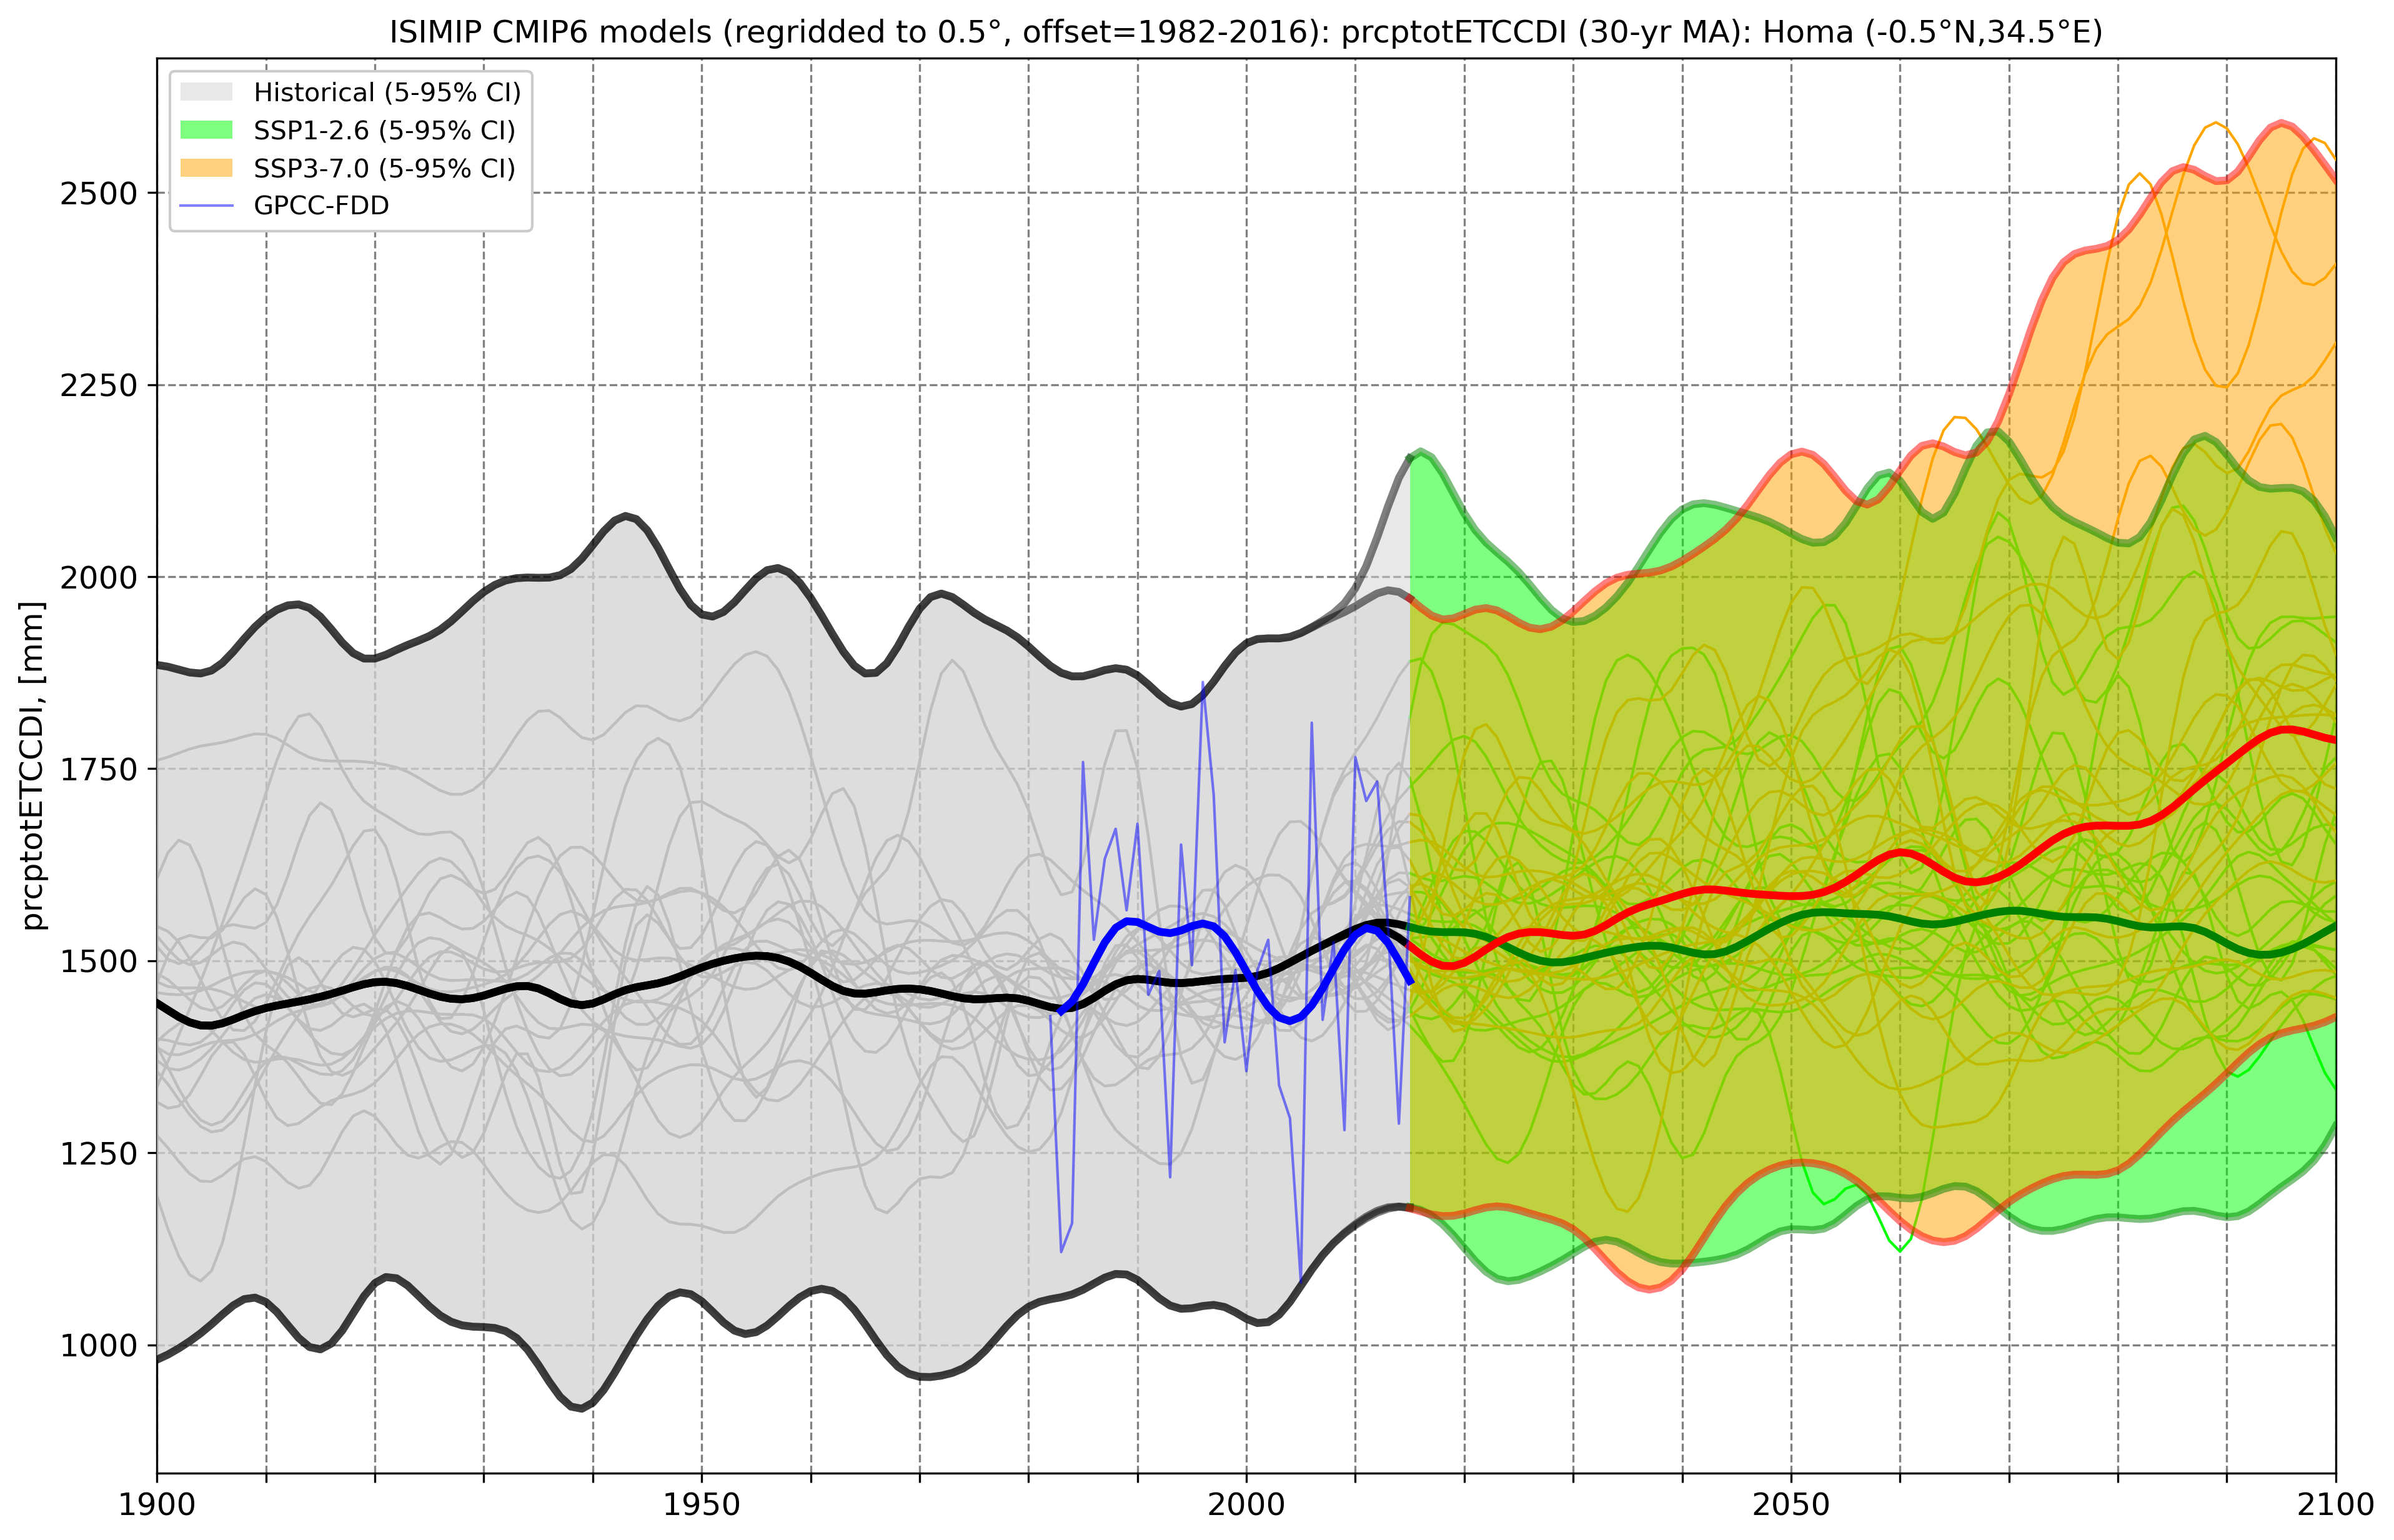 ISIMIP CMIP6 models (regridded to 0.5°, offset=1982-2016): prcptotETCCDI (30-yr MA): Homa (-0.5°N,34.5°E)
Historical (5-95% CI)
SSP1-2.6 (5-95% CI)
SSP3-7.0 (5-95% CI)
GPCC-FDD
prcptotETCCDI, [mm]
2500
2250
2000
1750
1500
1250
1000
1900
1950
2000
2050
2100